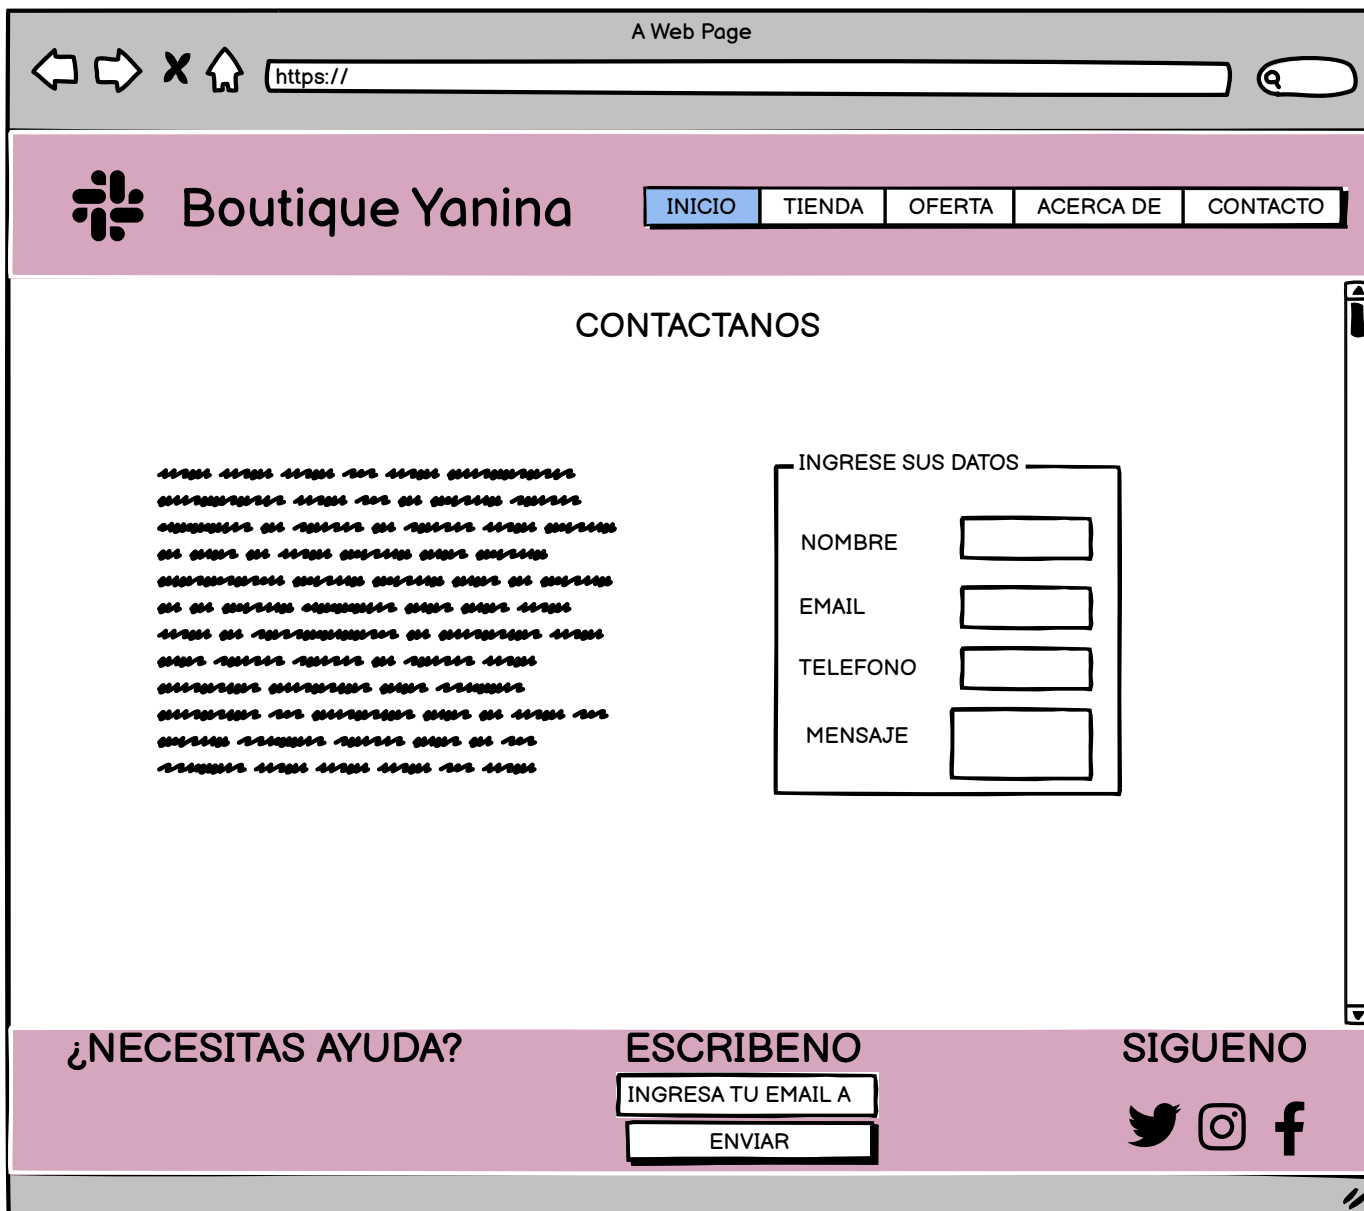 A Web Page
https://
Boutique Yanina
INICIO TIENDA OFERTA ACERCA DE CONTACTO
CONTACTANOS
INGRESE SUS DATOS
NOMBRE
EMAIL
TELEFONO
MENSAJE
¿NECESITAS AYUDA? ESCRIBENO SIGUENO
INGRESA TU EMAIL A
ENVIAR